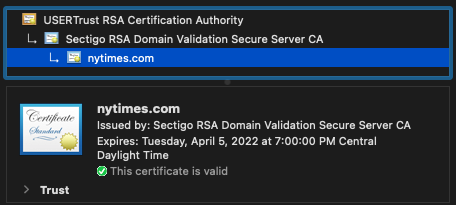 USERTrust RSA Certification Authority
Sectigo RSA Domain Validation Secure Server CA
nytimes.com
Certificate
Standard
nytimes.com
Issued by: Sectigo RSA Domain Validation Secure Server CA
Expires: Tuesday, April 5, 2022 at 7:00:00 PM Central
Daylight Time
This certificate is valid
Trust